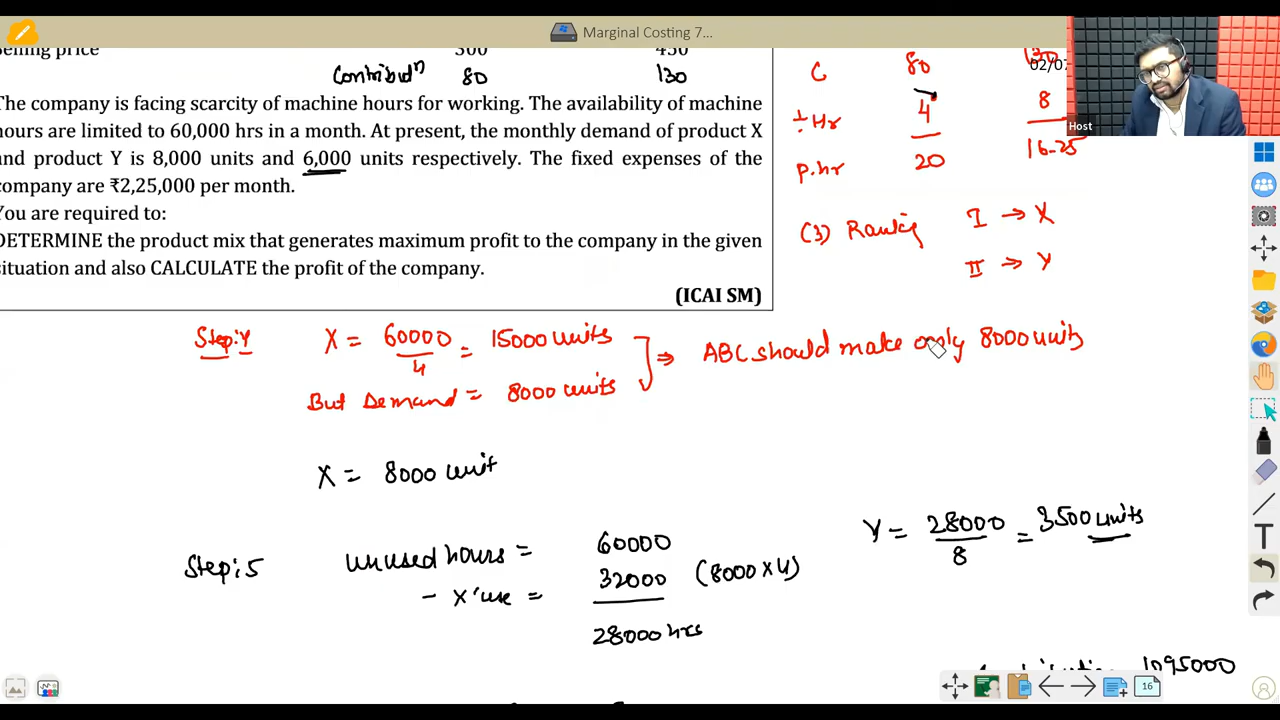 Marginal Costing 7...
Selling price 300 450
Contributⁿ 80 130
The company is facing scarcity of machine hours for working. The availability of machine
hours are limited to 60,000 hrs in a month. At present, the monthly demand of product X
and product Y is 8,000 units and 6,000 units respectively. The fixed expenses of the
company are ₹2,25,000 per month.
You are required to:
DETERMINE the product mix that generates maximum profit to the company in the given
situation and also CALCULATE the profit of the company.
(ICAI SM)
02/0
C 80 130
÷Hr 4 8
p.hr 20 16.25
(3) Ranking I → X
II → Y
Host
Step:4 X = 60000/4 = 15000 units ⇒ ABC should make only 8000 units
But Demand = 8000 units
X = 8000 unit
Y = 28000/8 = 3500 units
Step:5 unused hours = 60000
- X'use = 32000 (8000 X 4)
28000 hrs
1095000
16